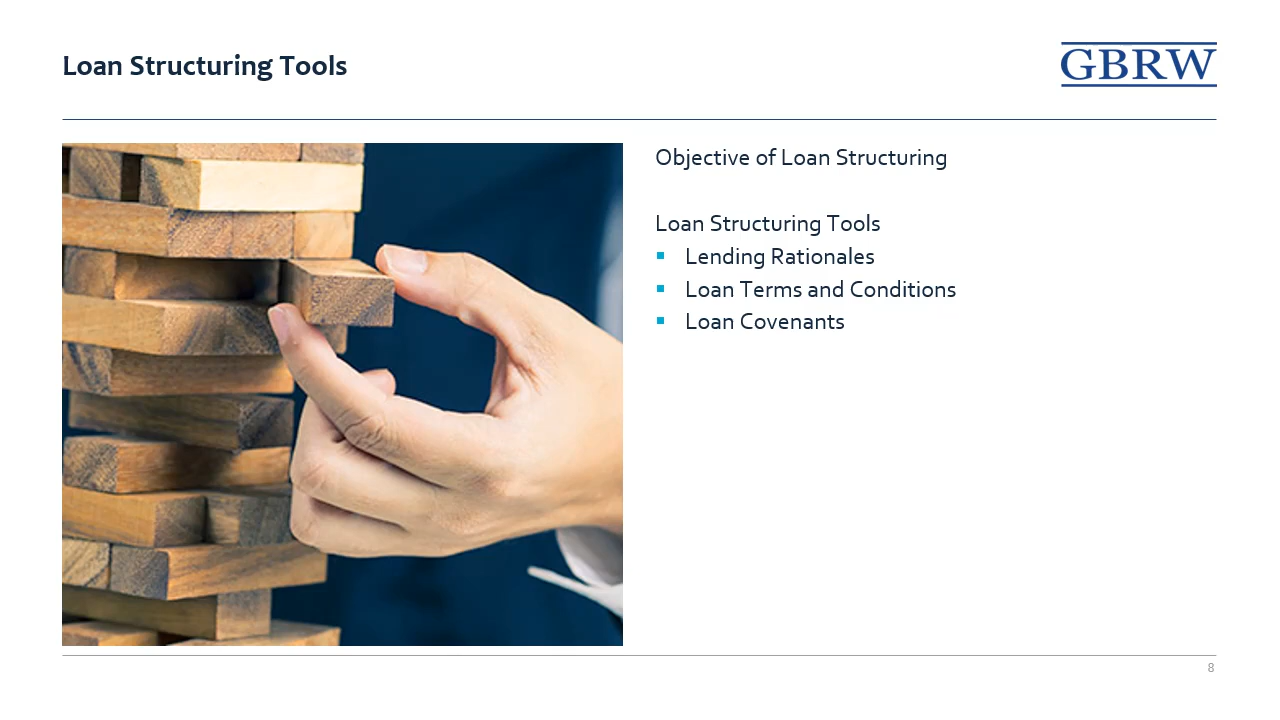 Loan Structuring Tools
GBRW
Objective of Loan Structuring
Loan Structuring Tools
Lending Rationales
Loan Terms and Conditions
Loan Covenants
8